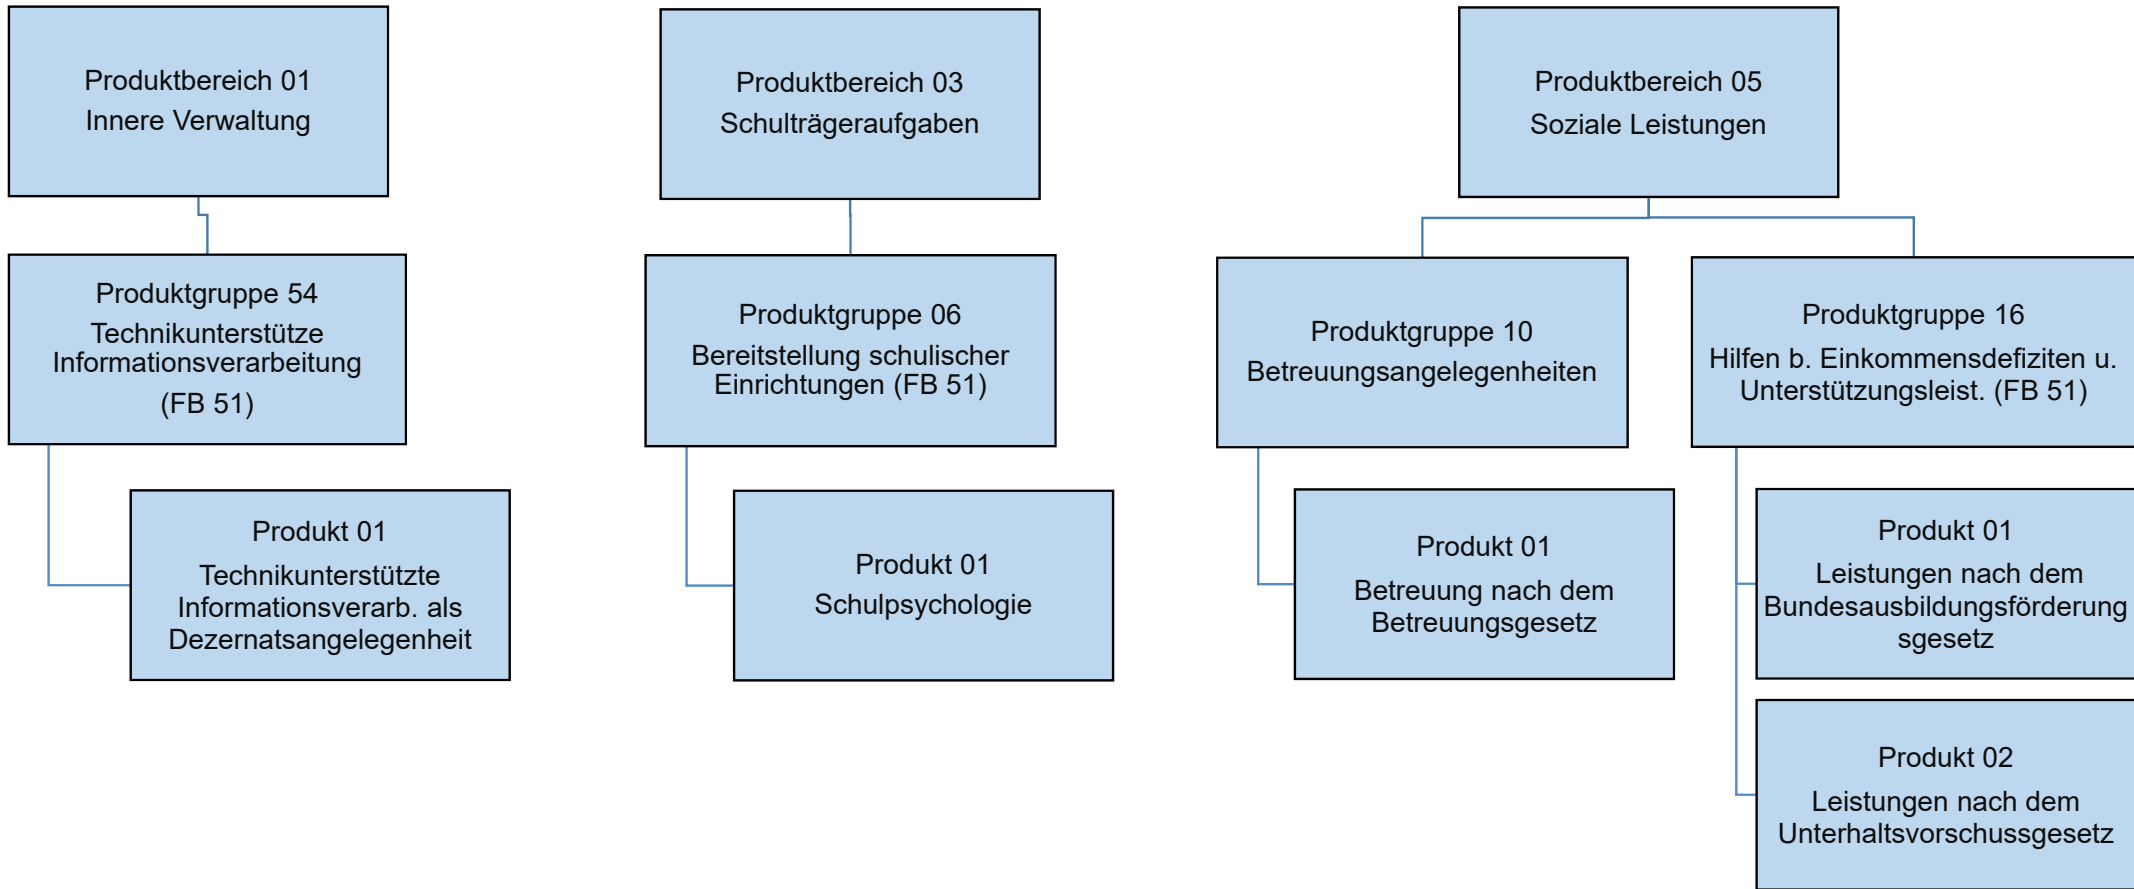 Produktbereich 01
Innere Verwaltung
Produktbereich 03
Schulträgeraufgaben
Produktbereich 05
Soziale Leistungen
Produktgruppe 54
Technikunterstütze
Informationsverarbeitung
(FB 51)
Produktgruppe 06
Bereitstellung schulischer
Einrichtungen (FB 51)
Produktgruppe 10
Betreuungsangelegenheiten
Produktgruppe 16
Hilfen b. Einkommensdefiziten u.
Unterstützungsleist. (FB 51)
Produkt 01
Technikunterstützte
Informationsverarb. als
Dezernatsangelegenheit
Produkt 01
Schulpsychologie
Produkt 01
Betreuung nach dem
Betreuungsgesetz
Produkt 01
Leistungen nach dem
Bundesausbildungsförderung
sgesetz
Produkt 02
Leistungen nach dem
Unterhaltsvorschussgesetz